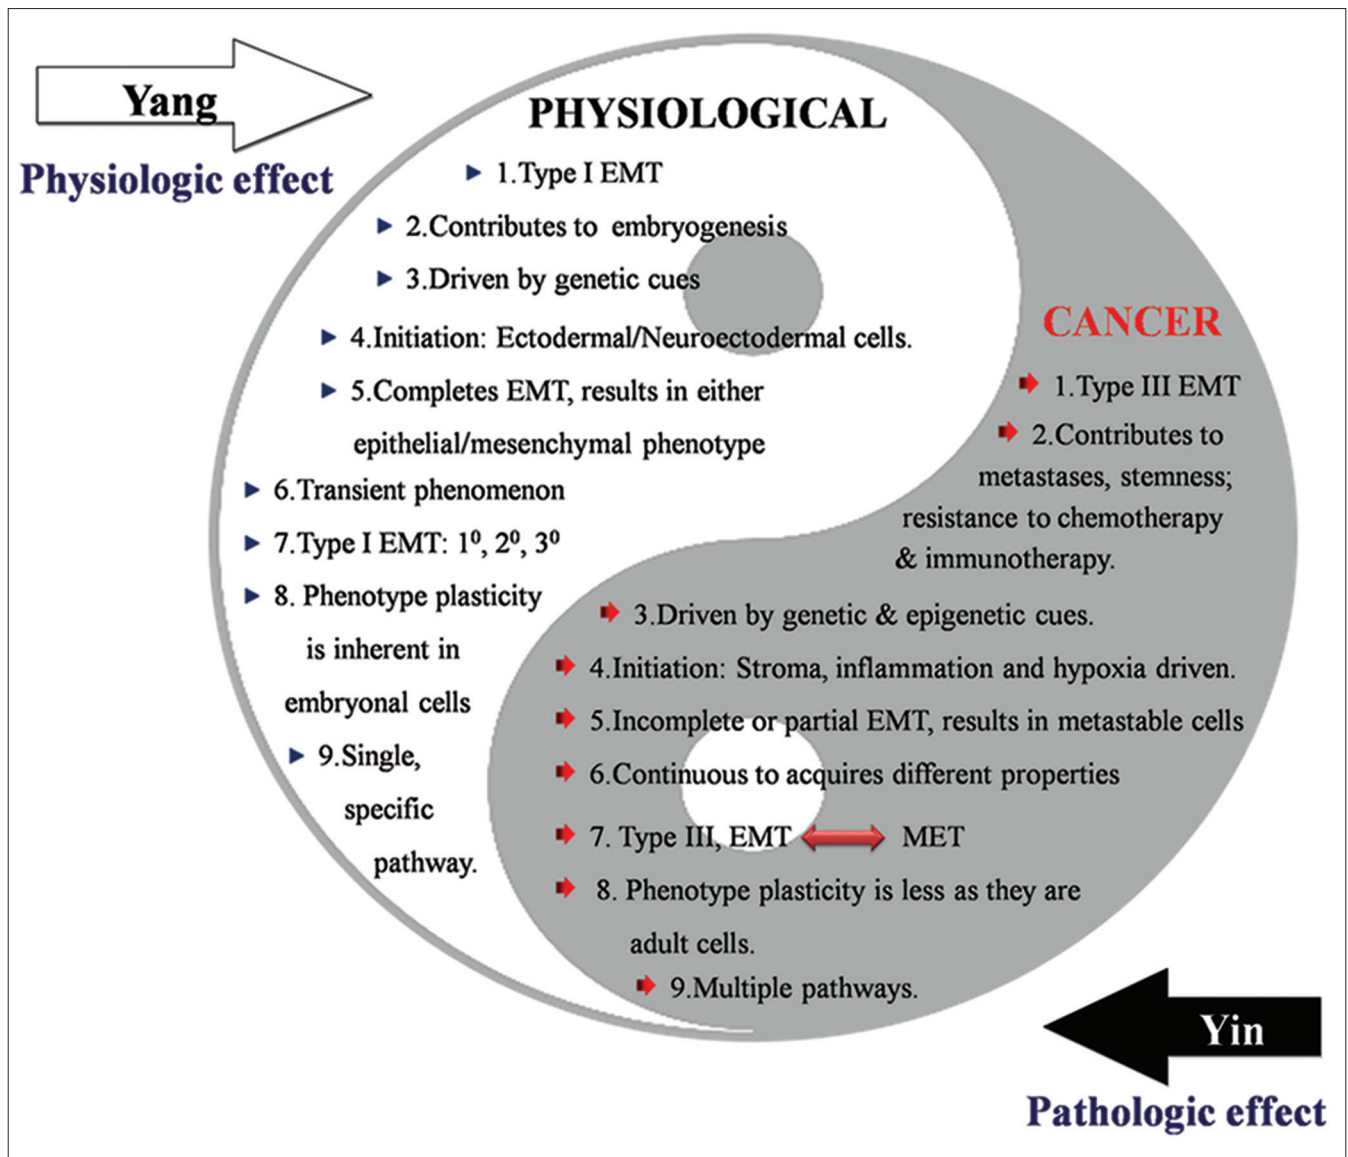 Yang
Physiologic effect
PHYSIOLOGICAL
1.Type I EMT
2.Contributes to embryogenesis
3.Driven by genetic cues
4.Initiation: Ectodermal/Neuroectodermal cells.
5.Completes EMT, results in either
epithelial/mesenchymal phenotype
6.Transient phenomenon
7.Type I EMT: 1⁰, 2⁰, 3⁰
8. Phenotype plasticity
is inherent in
embryonal cells
9.Single,
specific
pathway.
CANCER
1.Type III EMT
2.Contributes to
metastases, stemness;
resistance to chemotherapy
& immunotherapy.
3.Driven by genetic & epigenetic cues.
4.Initiation: Stroma, inflammation and hypoxia driven.
5.Incomplete or partial EMT, results in metastable cells
6.Continuous to acquires different properties
7. Type III, EMT MET
8. Phenotype plasticity is less as they are
adult cells.
9.Multiple pathways.
Yin
Pathologic effect